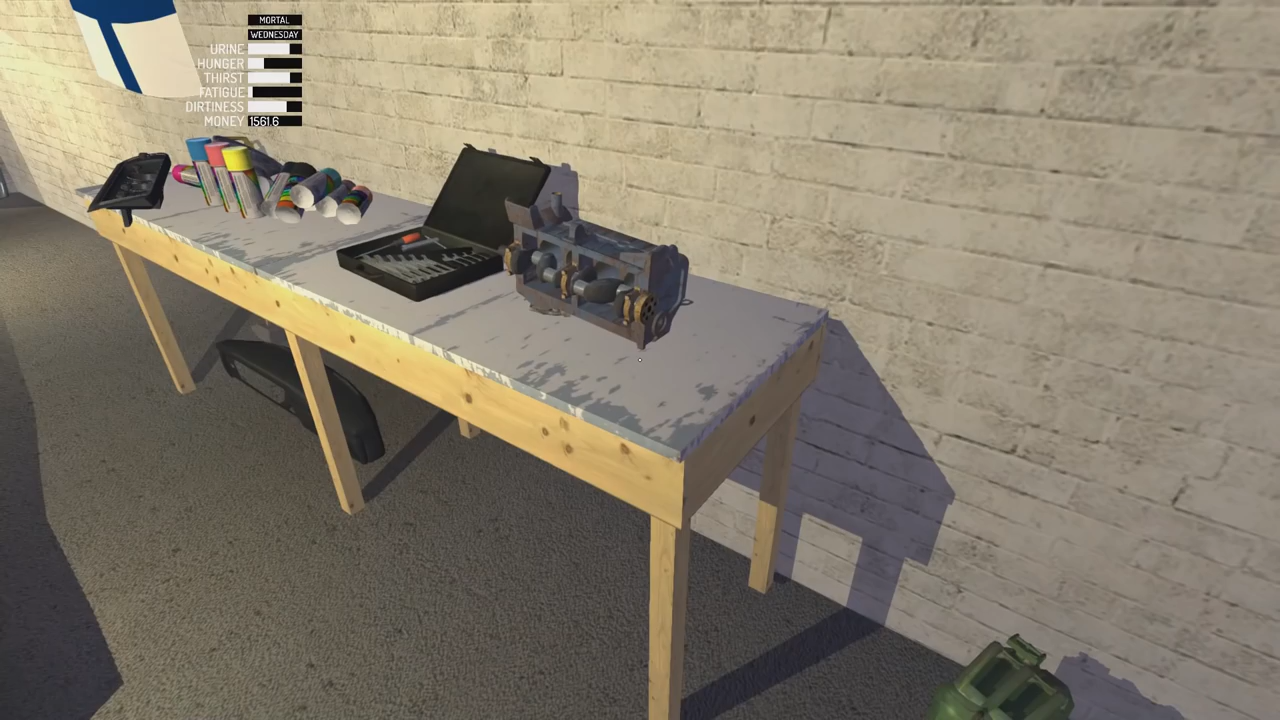 MORTAL
WEDNESDAY
URINE
HUNGER
THIRST
FATIGUE
DIRTINESS
MONEY 1561.6